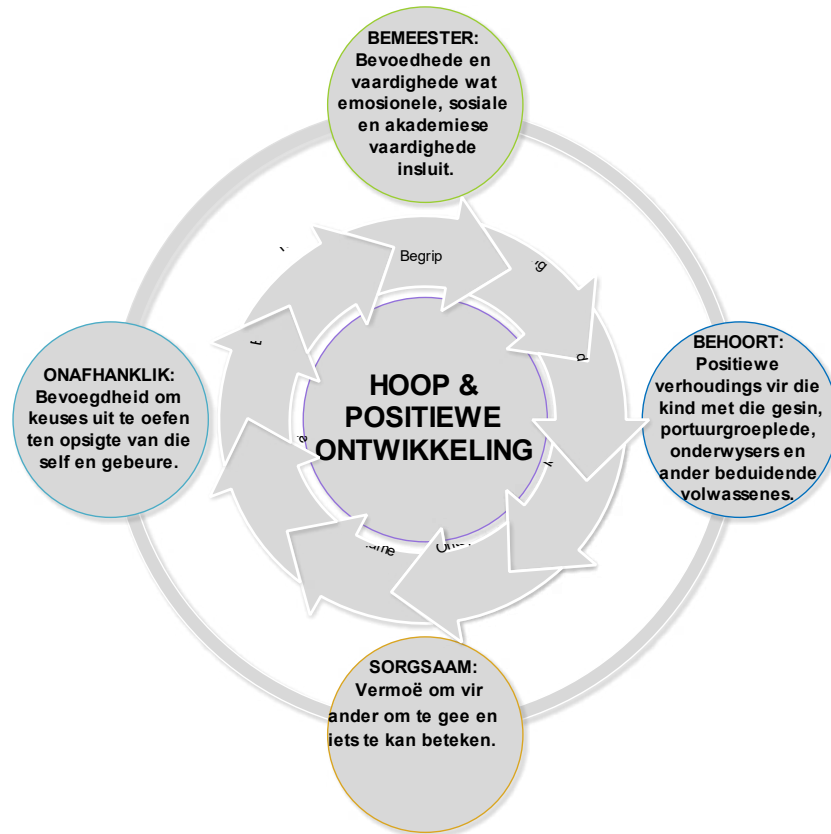 BEMEESTER:
Bevoedhede en
vaardighede wat
emosionele, sosiale
en akademiese
vaardighede
insluit.
Begrip
ONAFHANKLIK:
Bevoegdheid om
keuses uit te oefen
ten opsigte van die
self en gebeure.
HOOP &
POSITIEWE
ONTWIKKELING
BEHOORT:
Positiewe
verhoudings vir die
kind met die gesin,
portuurgroeplede,
onderwysers en
ander beduidende
volwassenes.
SORGSAAM:
Vermoë om vir
ander om te gee en
iets te kan beteken.